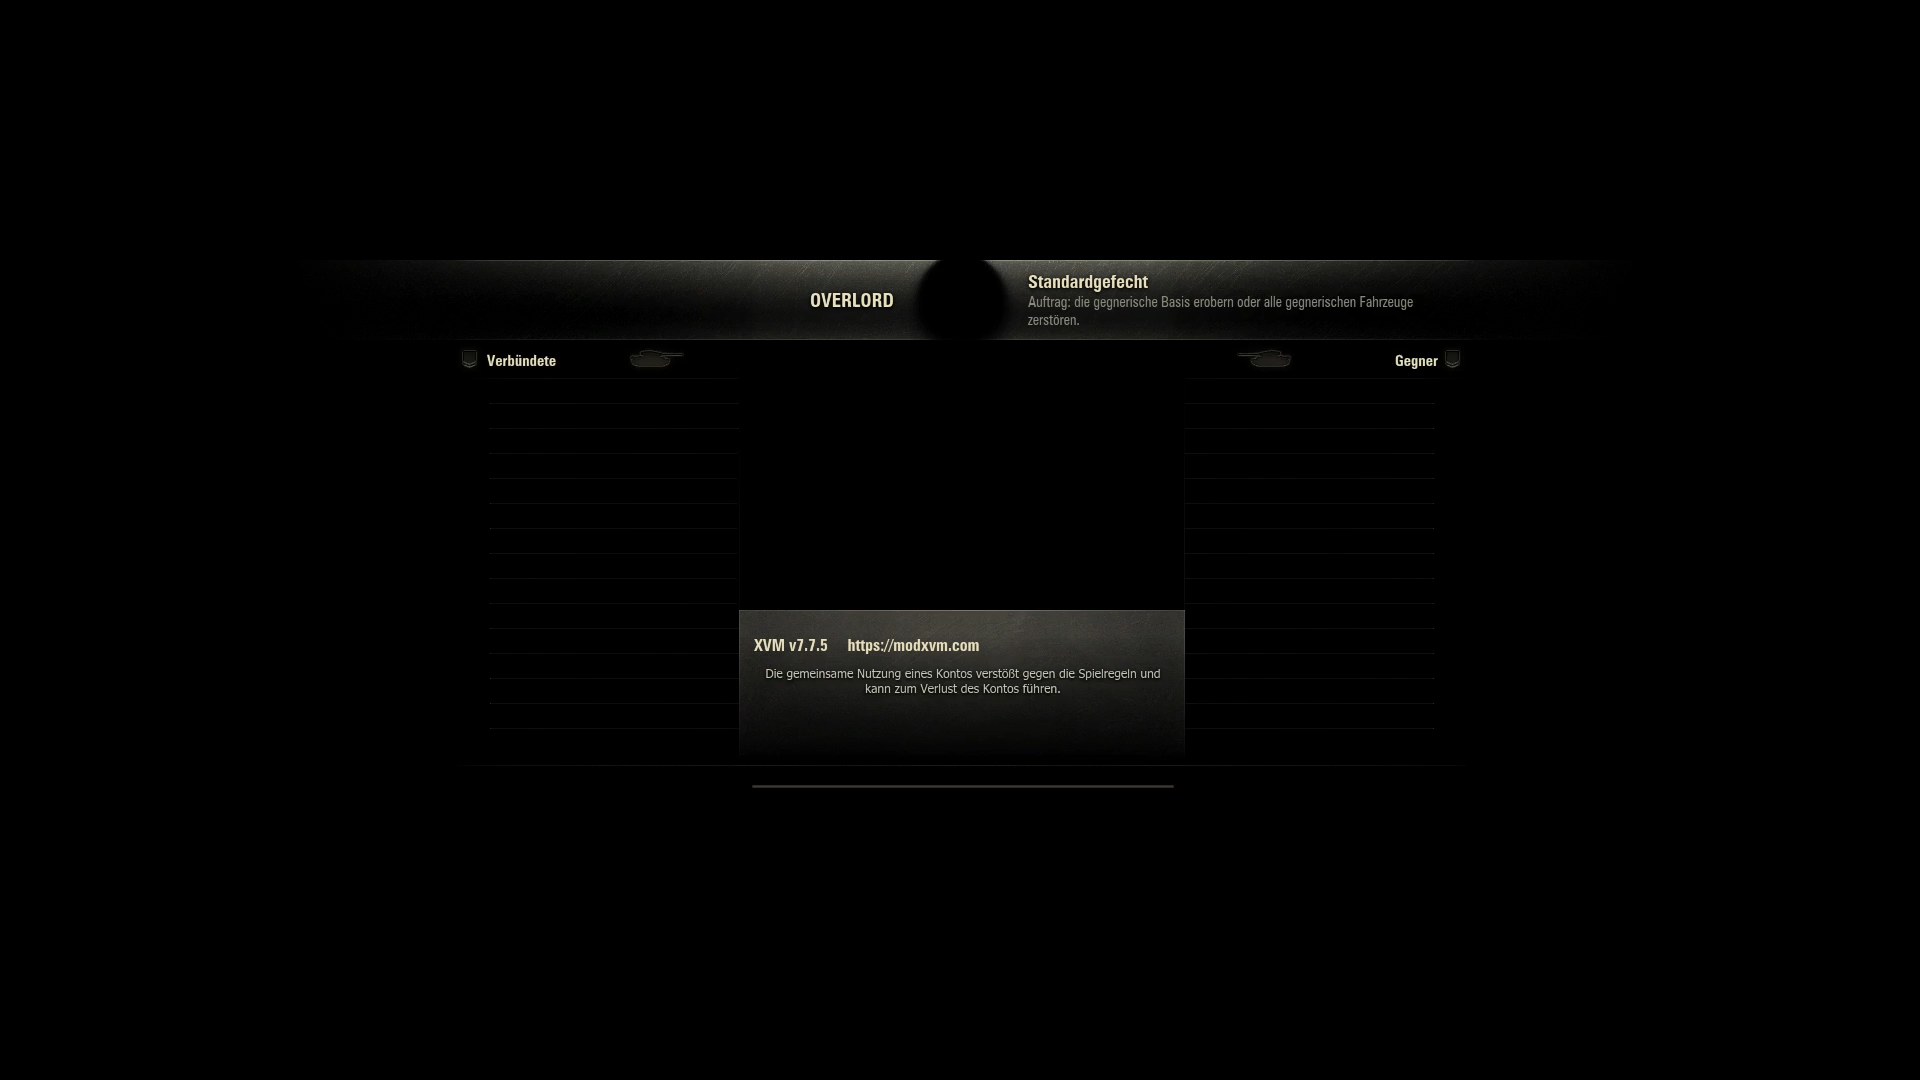 OVERLORD
Standardgefecht
Auftrag: die gegnerische Basis erobern oder alle gegnerischen Fahrzeuge
zerstören.
Verbündete
Gegner
XVM v7.7.5 https://modxvm.com
Die gemeinsame Nutzung eines Kontos verstößt gegen die Spielregeln und
kann zum Verlust des Kontos führen.